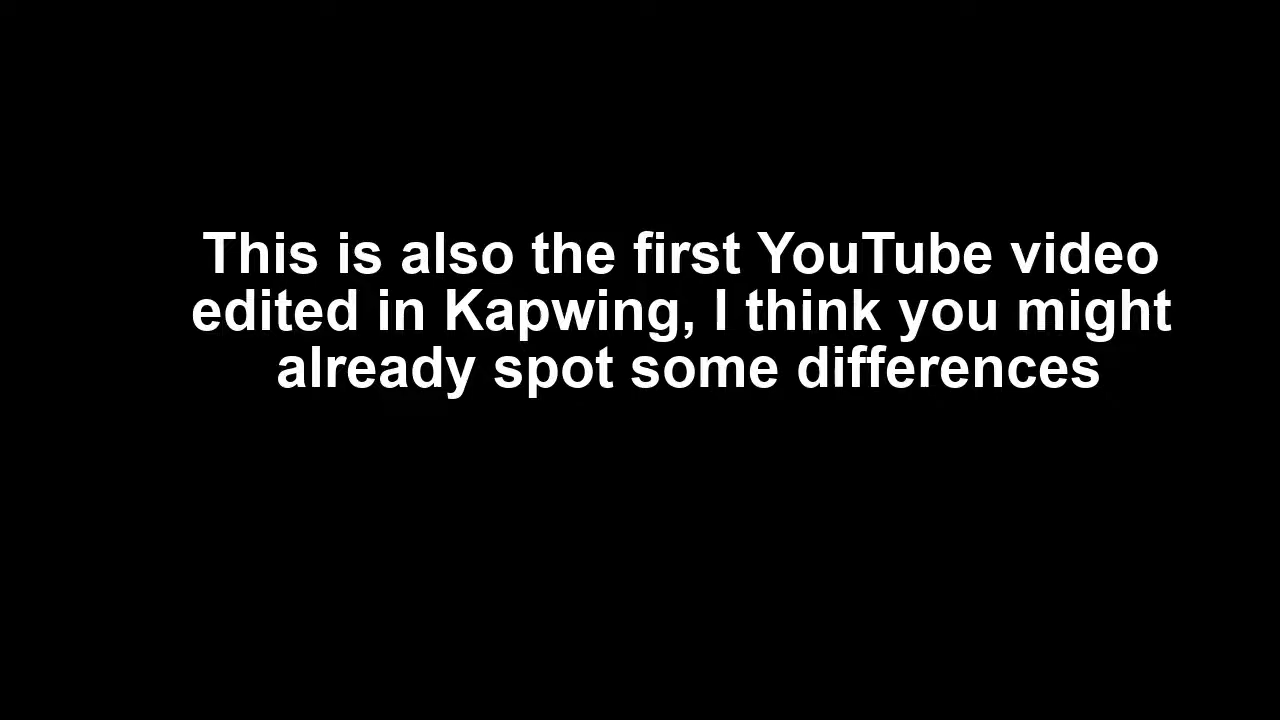 This is also the first YouTube video
edited in Kapwing, I think you might
already spot some differences